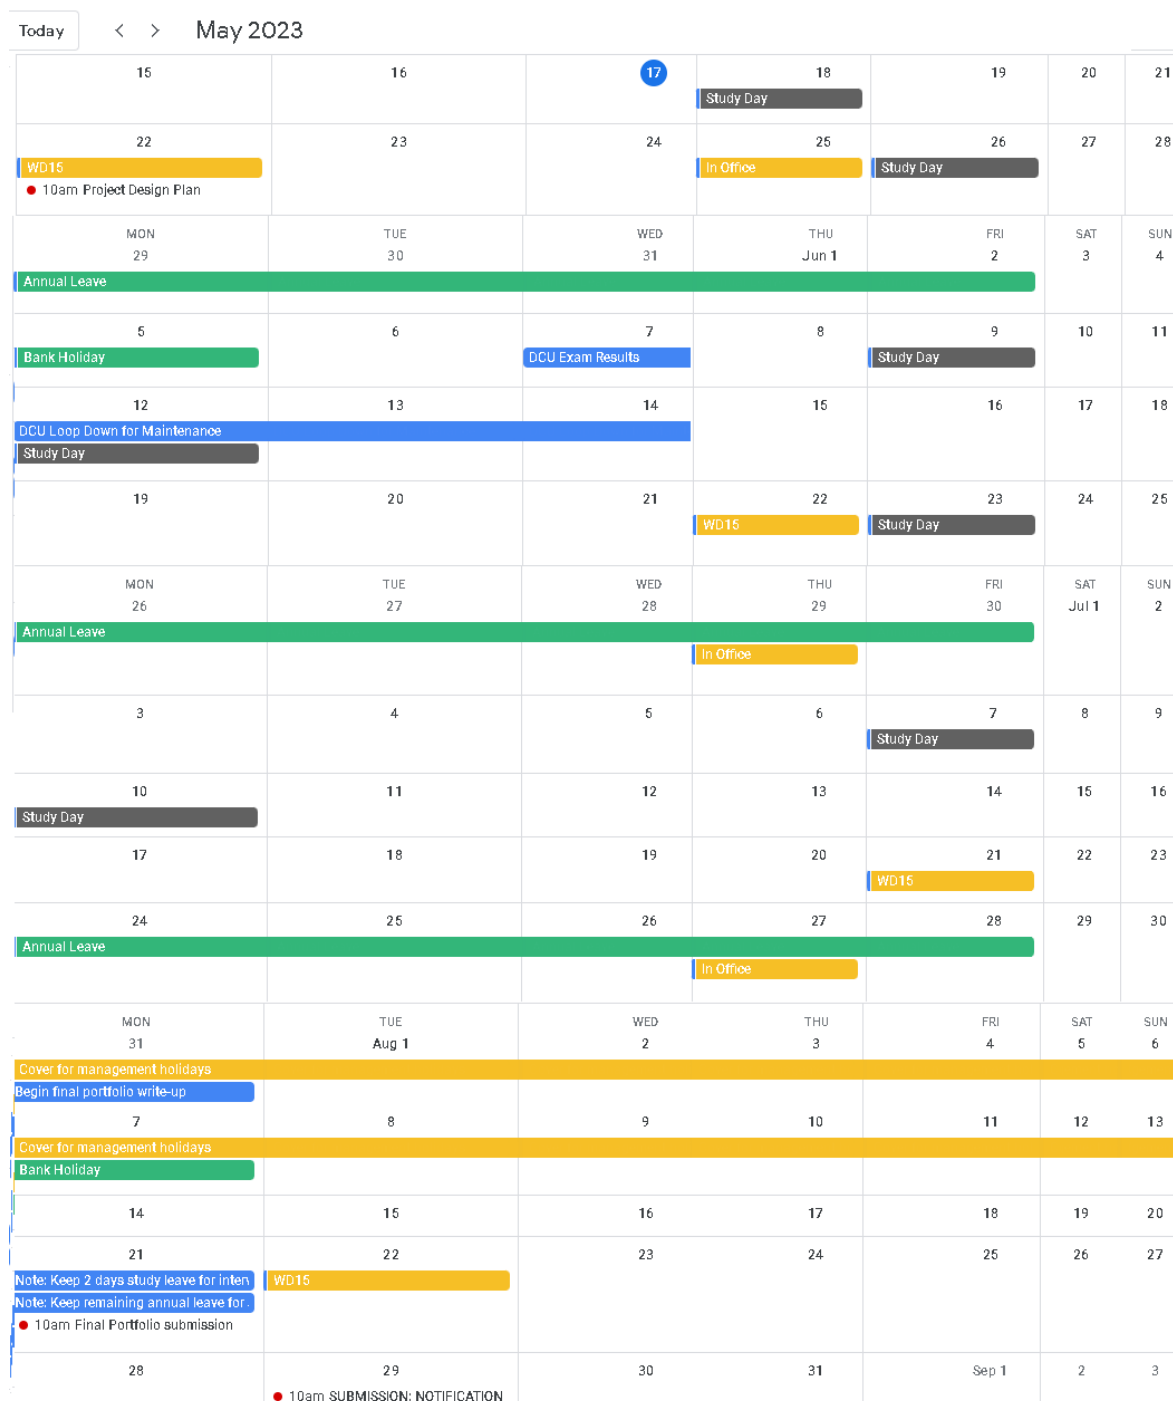 Today < > May 2023
15 16 17 18 19 20 21
Study Day
22 23 24 25 26 27 28
WD15 In Office Study Day
10am Project Design Plan
MON TUE WED THU FRI SAT SUN
29 30 31 Jun 1 2 3 4
Annual Leave
5 6 7 8 9 10 11
Bank Holiday DCU Exam Results Study Day
12 13 14 15 16 17 18
DCU Loop Down for Maintenance
Study Day
19 20 21 22 23 24 25
WD15 Study Day
MON TUE WED THU FRI SAT SUN
26 27 28 29 30 Jul 1 2
Annual Leave
In Office
3 4 5 6 7 8 9
Study Day
10 11 12 13 14 15 16
Study Day
17 18 19 20 21 22 23
WD15
24 25 26 27 28 29 30
Annual Leave
In Office
MON TUE WED THU FRI SAT SUN
31 Aug 1 2 3 4 5 6
Cover for management holidays
Begin final portfolio write-up
7 8 9 10 11 12 13
Cover for management holidays
Bank Holiday
14 15 16 17 18 19 20
21 22 23 24 25 26 27
Note: Keep 2 days study leave for interv WD15
Note: Keep remaining annual leave for
10am Final Portfolio submission
28 29 30 31 Sep 1 2 3
10am SUBMISSION: NOTIFICATION